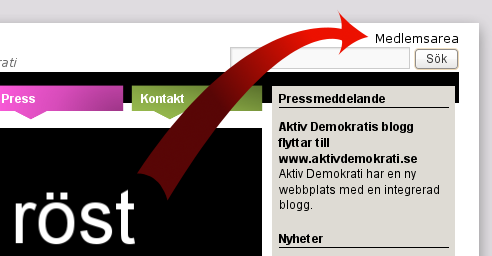 Medlemsarea
rati
Sök
Press
Kontakt
Pressmeddelande
Aktiv Demokratis blogg
flyttar till
www.aktivdemokrati.se
Aktiv Demokrati har en ny
webbplats med en integrerad
blogg.
röst
Nyheter